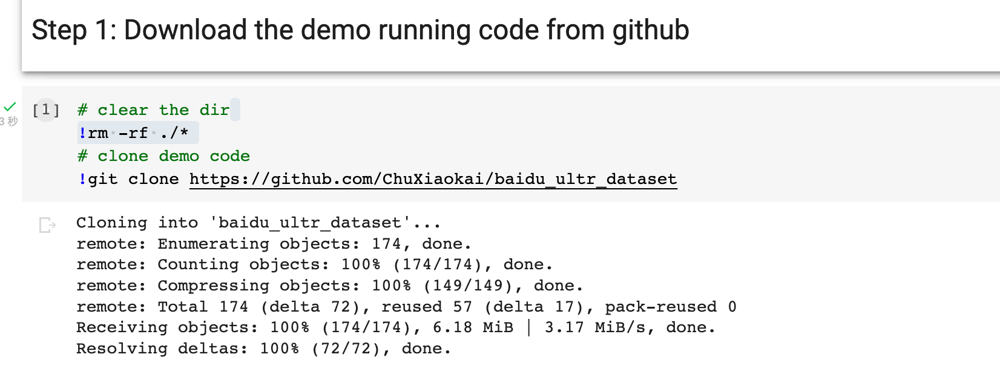 Step 1: Download the demo running code from github
[1] # clear the dir
3 秒
!rm -rf ./*
# clone demo code
!git clone https://github.com/ChuXiaokai/baidu_ultr_dataset
Cloning into 'baidu_ultr_dataset'...
remote: Enumerating objects: 174, done.
remote: Counting objects: 100% (174/174), done.
remote: Compressing objects: 100% (149/149), done.
remote: Total 174 (delta 72), reused 57 (delta 17), pack-reused 0
Receiving objects: 100% (174/174), 6.18 MiB | 3.17 MiB/s, done.
Resolving deltas: 100% (72/72), done.